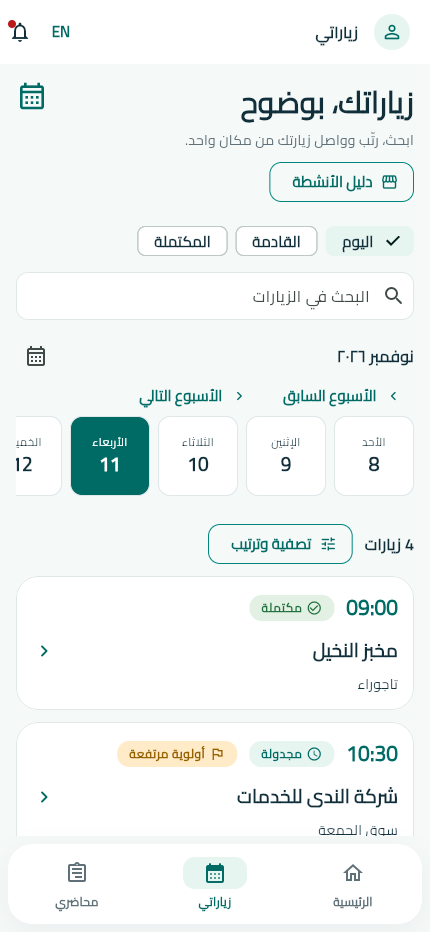 زياراتي
EN
زياراتك، بوضوح
ابحث، رتّب وواصل زيارتك من مكان واحد.
دليل الأنشطة
اليوم
القادمة
المكتملة
البحث في الزيارات
نوفمبر ٢٠٢٦
الأسبوع السابق
الأسبوع التالي
الأحد
8
الإثنين
9
الثلاثاء
10
الأربعاء
11
الخميس
12
4 زيارات
تصفية وترتيب
09:00
مكتملة
مخبز النخيل
تاجوراء
10:30
مجدولة
أولوية مرتفعة
شركة الندى للخدمات
سوق الجمعة
الرئيسية
زياراتي
محاضري